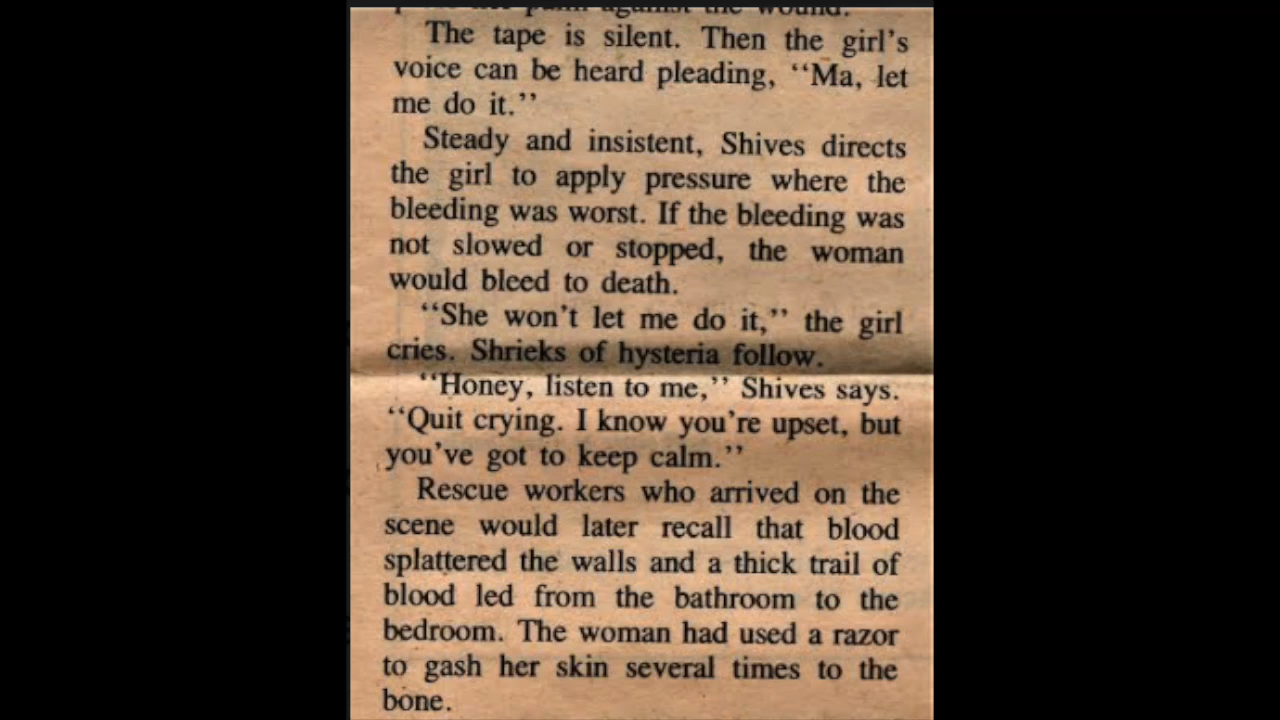 against the wound.
The tape is silent. Then the girl's
voice can be heard pleading, ‘‘Ma, let
me do it.’’
Steady and insistent, Shives directs
the girl to apply pressure where the
bleeding was worst. If the bleeding was
not slowed or stopped, the woman
would bleed to death.
‘‘She won't let me do it,’’ the girl
cries. Shrieks of hysteria follow.
‘‘Honey, listen to me,’’ Shives says.
‘‘Quit crying. I know you're upset, but
you've got to keep calm.’’
Rescue workers who arrived on the
scene would later recall that blood
splattered the walls and a thick trail of
blood led from the bathroom to the
bedroom. The woman had used a razor
to gash her skin several times to the
bone.